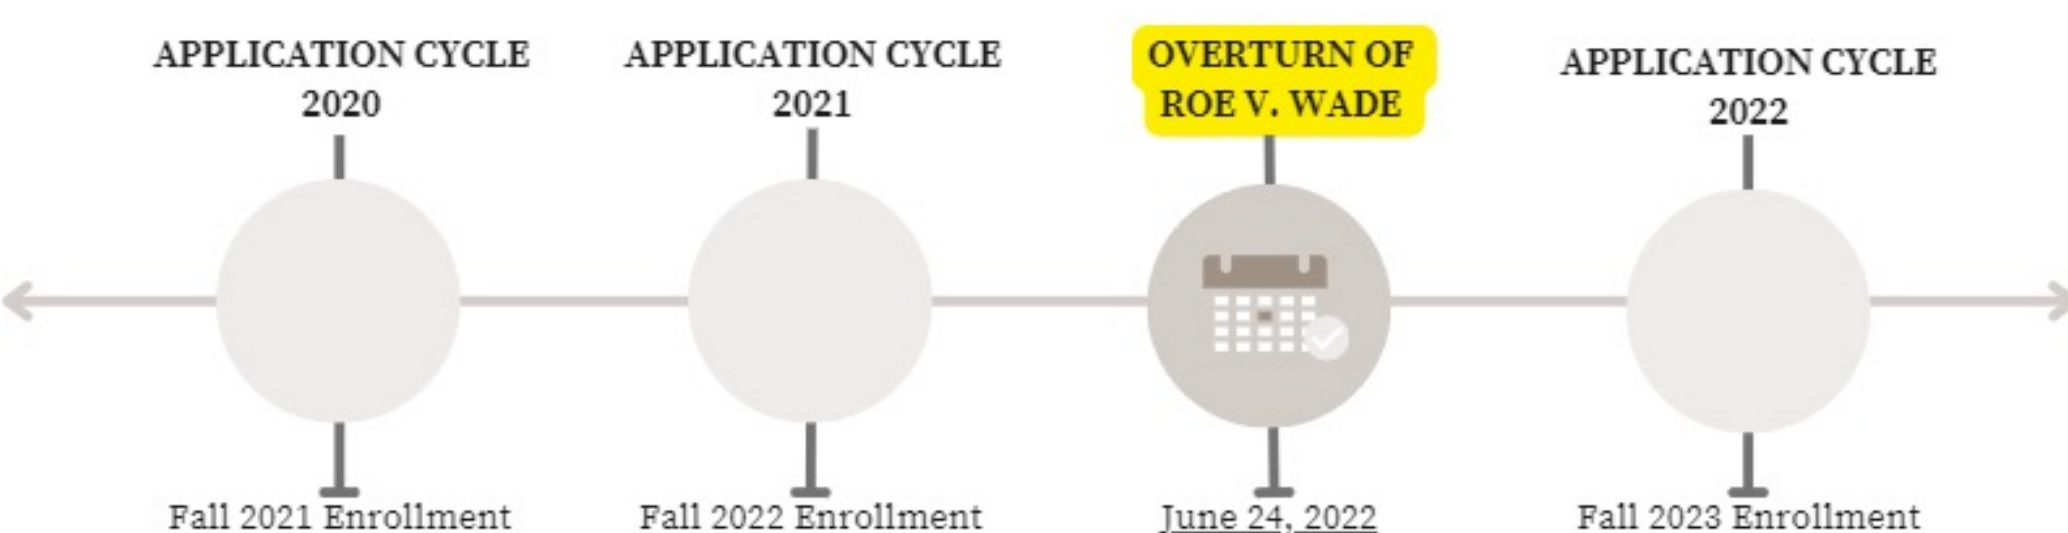 APPLICATION CYCLE
2020
Fall 2021 Enrollment
APPLICATION CYCLE
2021
Fall 2022 Enrollment
OVERTURN OF
ROE V. WADE
June 24, 2022
APPLICATION CYCLE
2022
Fall 2023 Enrollment